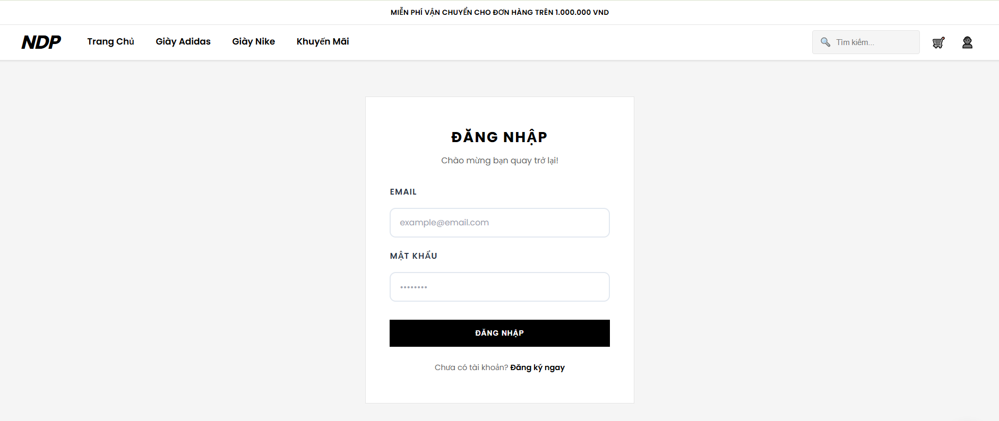 MIỄN PHÍ VẬN CHUYỂN CHO ĐƠN HÀNG TRÊN 1.000.000 VND
NDP Trang Chủ Giày Adidas Giày Nike Khuyến Mãi Tìm kiếm...
ĐĂNG NHẬP
Chào mừng bạn quay trở lại!
EMAIL
example@email.com
MẬT KHẨU
••••••••
ĐĂNG NHẬP
Chưa có tài khoản? Đăng ký ngay